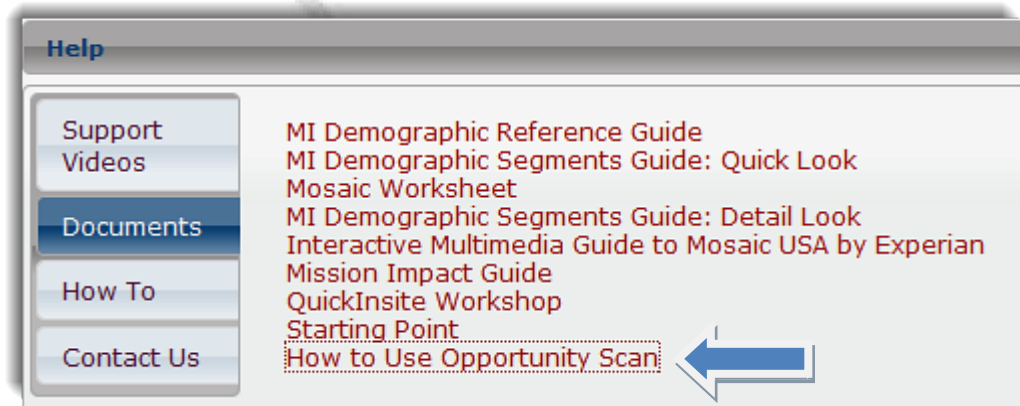 Help
Support
Videos
Documents
How To
Contact Us
MI Demographic Reference Guide
MI Demographic Segments Guide: Quick Look
Mosaic Worksheet
MI Demographic Segments Guide: Detail Look
Interactive Multimedia Guide to Mosaic USA by Experian
Mission Impact Guide
QuickInsite Workshop
Starting Point
How to Use Opportunity Scan